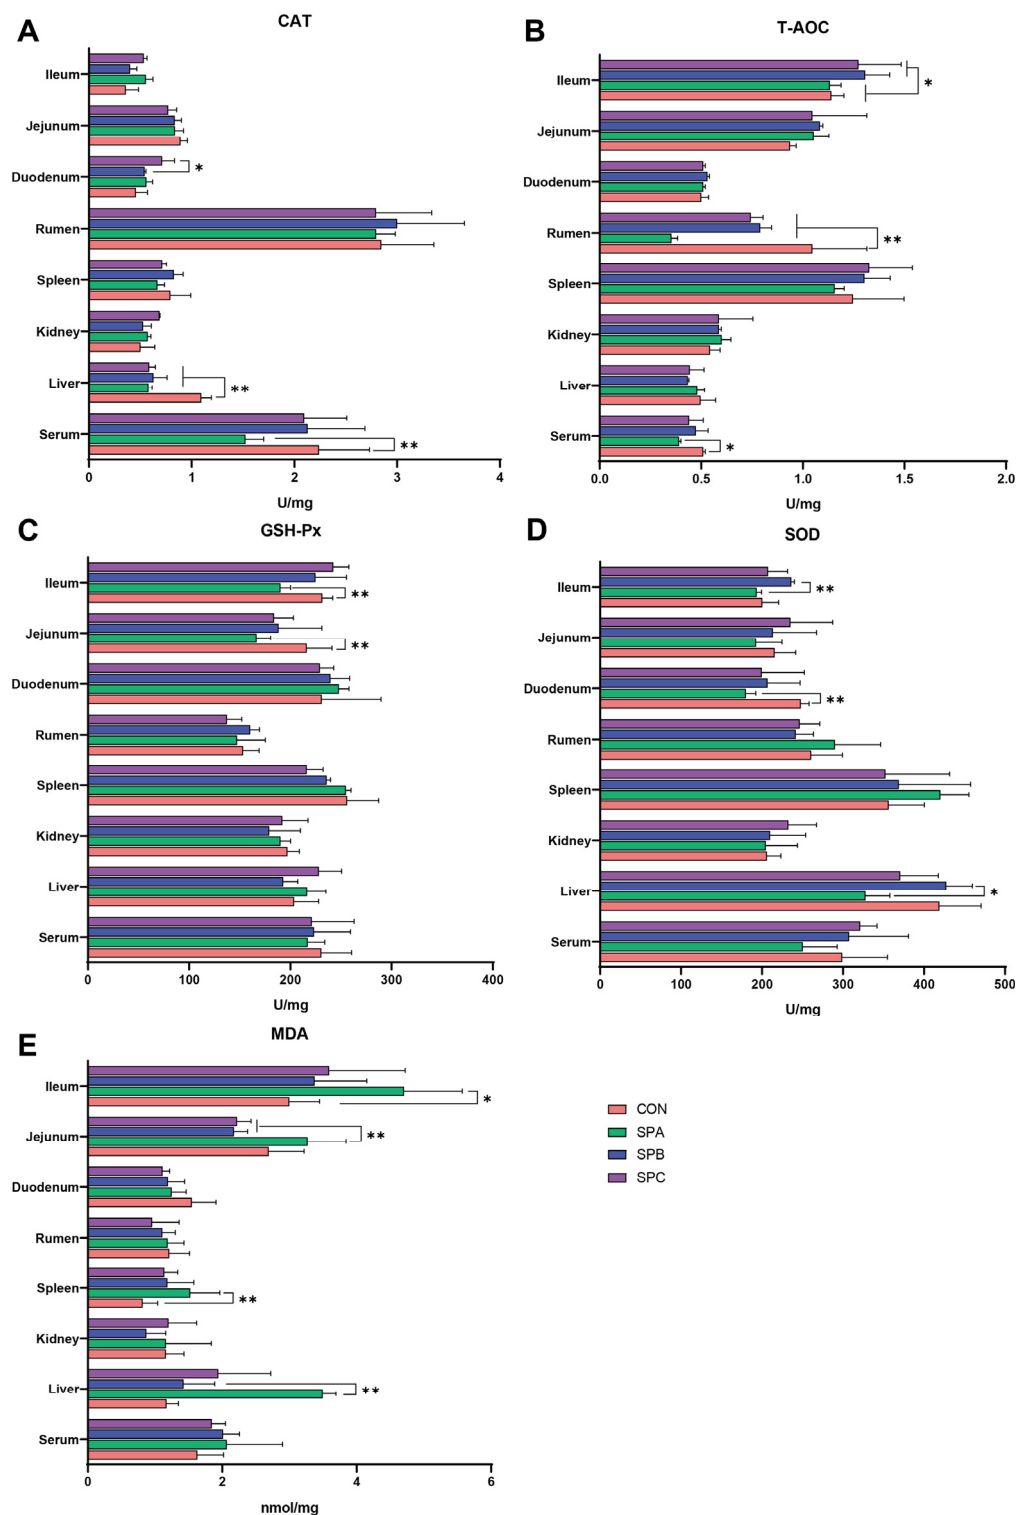 A
CAT
Ileum
Jejunum
Duodenum *
Rumen
Spleen
Kidney
Liver **
Serum **
0 1 2 3 4
U/mg
B
T-AOC
Ileum *
Jejunum
Duodenum
Rumen **
Spleen
Kidney
Liver
Serum *
0.0 0.5 1.0 1.5 2.0
U/mg
C
GSH-Px
Ileum **
Jejunum **
Duodenum
Rumen
Spleen
Kidney
Liver
Serum
0 100 200 300 400
U/mg
D
SOD
Ileum **
Jejunum
Duodenum **
Rumen
Spleen
Kidney
Liver *
Serum
0 100 200 300 400 500
U/mg
E
MDA
Ileum *
Jejunum **
Duodenum
Rumen
Spleen **
Kidney
Liver **
Serum
0 2 4 6
nmol/mg
CON
SPA
SPB
SPC